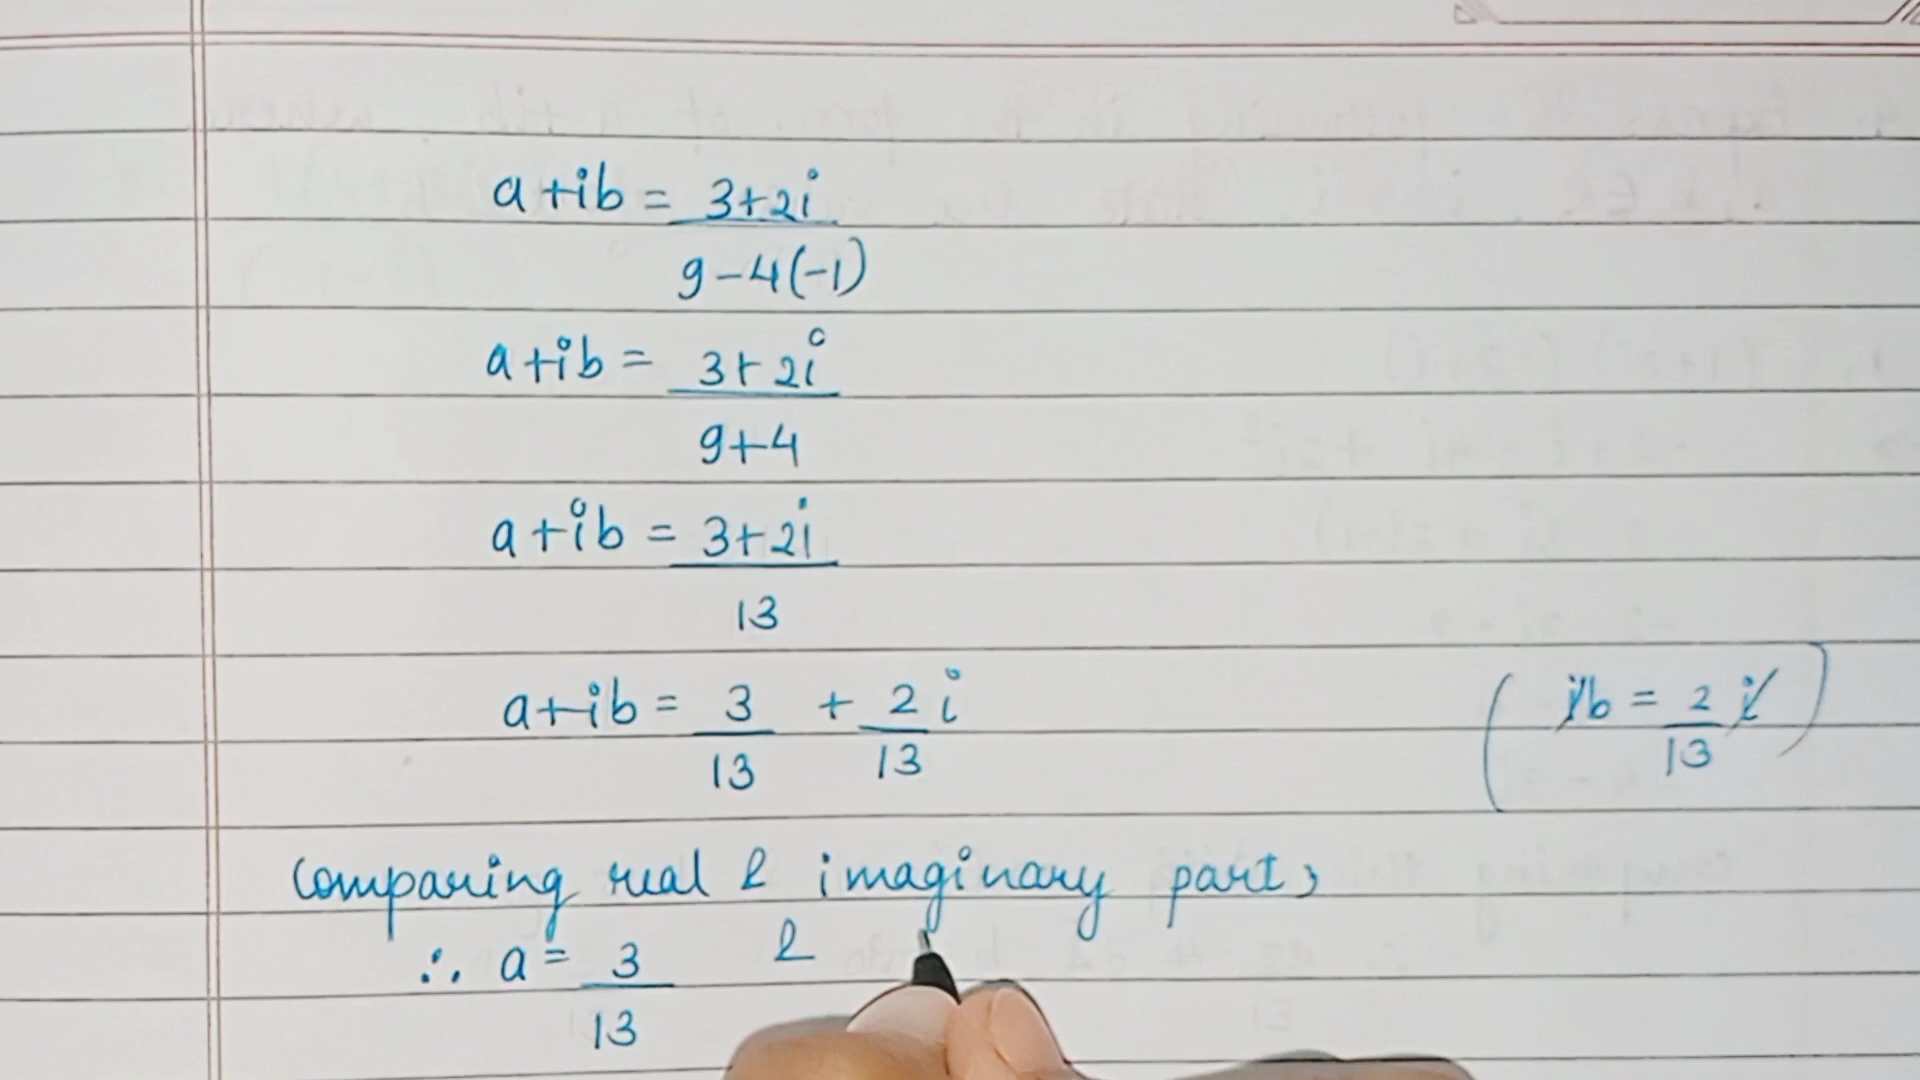 a+ib = 3+2i
9-4(-1)
a+ib = 3+2i
9+4
a+ib = 3+2i
13
a+ib = 3 + 2 i
13 13
( ib = 2 i )
13
Comparing real & imaginary part,
∴ a = 3 &
13